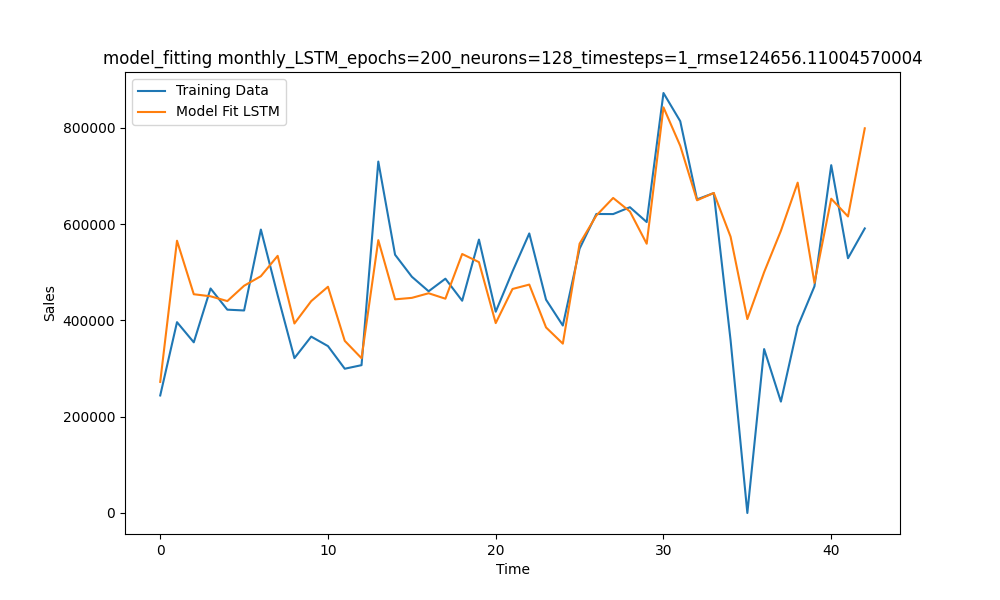 model_fitting monthly_LSTM_epochs=200_neurons=128_timesteps=1_rmse124656.11004570004
Training Data
Model Fit LSTM
800000
600000
400000
200000
0
Sales
0 10 20 30 40
Time